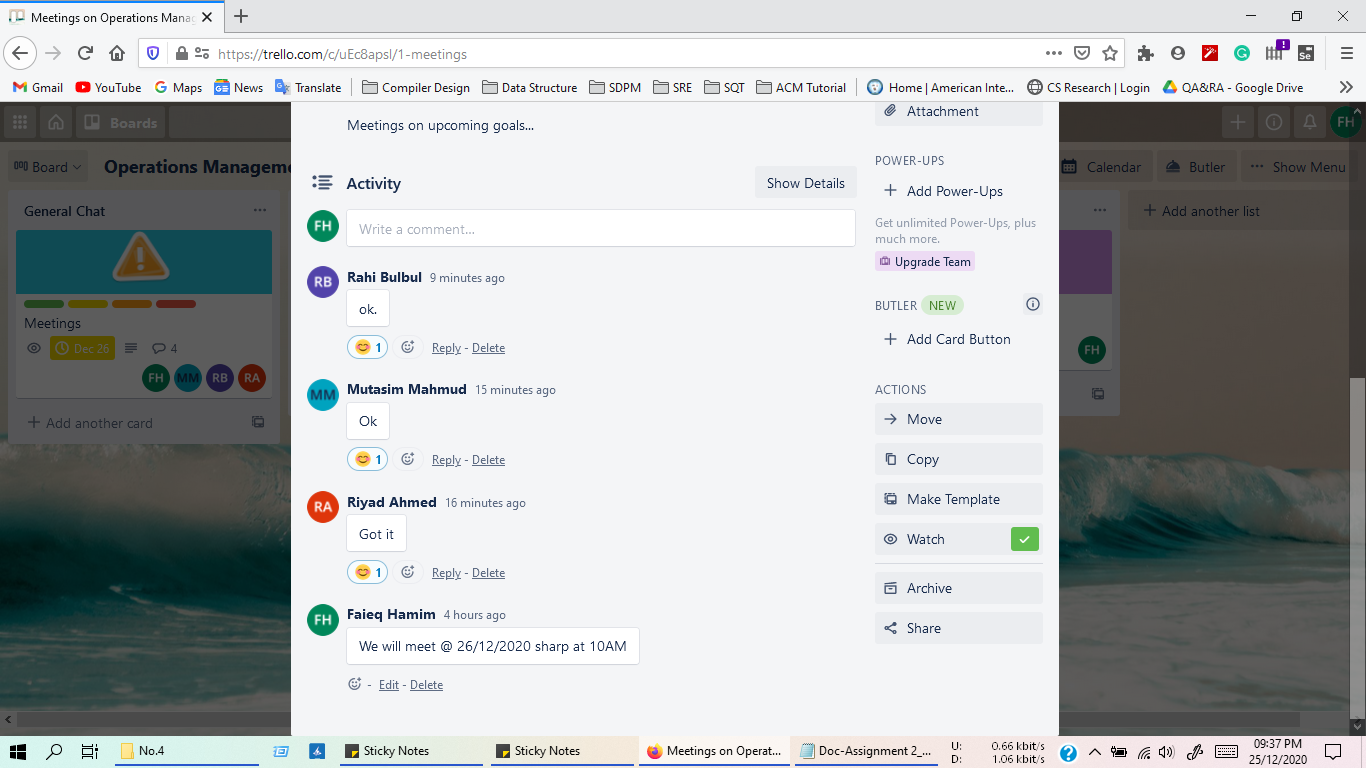 Meetings on Operations Manag
https://trello.com/c/uEc8apsI/1-meetings
Gmail YouTube Maps News Translate Compiler Design Data Structure SDPM SRE SQT ACM Tutorial Home | American Inte... CS Research | Login QA&RA - Google Drive
Boards
FH
Board
Operations Manageme
Calendar
Butler
Show Menu
General Chat
Meetings
Dec 26
4
FH MM RB RA
Add another card
Add another list
FH
Meetings on upcoming goals...
Activity
Show Details
FH
Write a comment...
RB
Rahi Bulbul 9 minutes ago
ok.
1 Reply - Delete
MM
Mutasim Mahmud 15 minutes ago
Ok
1 Reply - Delete
RA
Riyad Ahmed 16 minutes ago
Got it
1 Reply - Delete
FH
Faieq Hamim 4 hours ago
We will meet @ 26/12/2020 sharp at 10AM
- Edit - Delete
Attachment
POWER-UPS
Add Power-Ups
Get unlimited Power-Ups, plus
much more.
Upgrade Team
BUTLER NEW
Add Card Button
ACTIONS
Move
Copy
Make Template
Watch
Archive
Share
No.4
Sticky Notes
Sticky Notes
Meetings on Operat...
Doc-Assignment 2_...
U: 0.66 kbit/s
D: 1.06 kbit/s
09:37 PM
25/12/2020